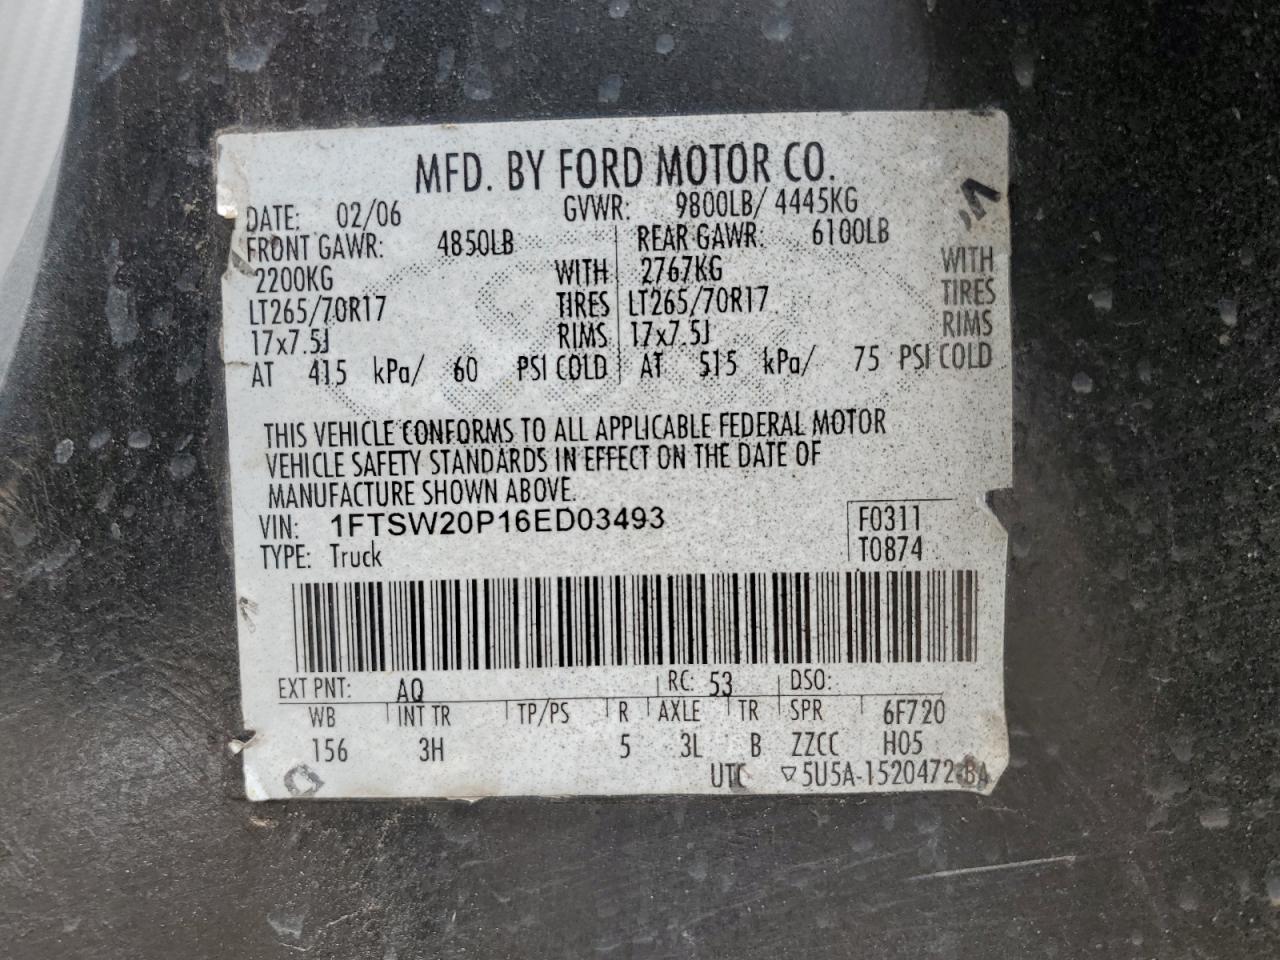 MFD. BY FORD MOTOR CO.
DATE: 02/06 GVWR: 9800LB/ 4445KG
FRONT GAWR: 4850LB REAR GAWR: 6100LB
2200KG WITH 2767KG WITH
LT265/70R17 TIRES LT265/70R17 TIRES
17x7.5J RIMS 17x7.5J RIMS
AT 415 kPa/ 60 PSI COLD AT 515 kPa/ 75 PSI COLD
THIS VEHICLE CONFORMS TO ALL APPLICABLE FEDERAL MOTOR
VEHICLE SAFETY STANDARDS IN EFFECT ON THE DATE OF
MANUFACTURE SHOWN ABOVE.
VIN: 1FTSW20P16ED03493 F0311
TYPE: Truck T0874
EXT PNT: AQ RC: 53 DSO:
WB INT TR TP/PS R AXLE TR SPR 6F720
156 3H 5 3L B ZZCC H05
UTC ▽5U5A-1520472-BA